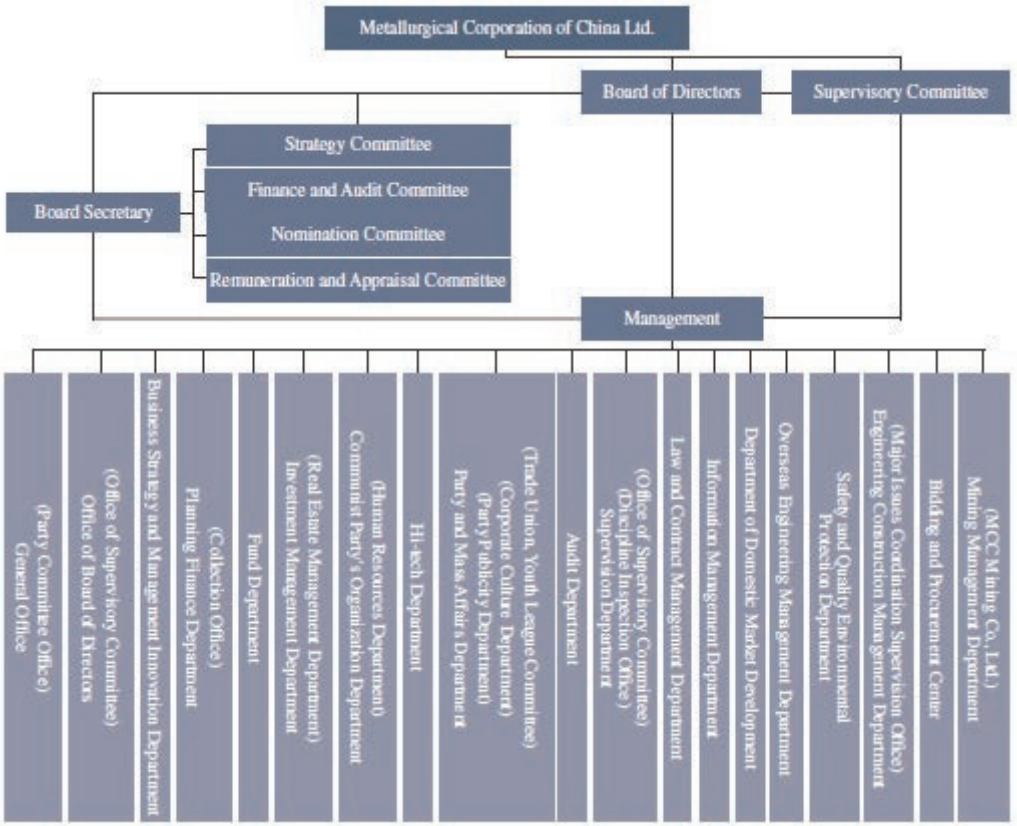 Metallurgical Corporation of China Ltd.
Board of Directors
Supervisory Committee
Strategy Committee
Finance and Audit Committee
Board Secretary
Nomination Committee
Remuneration and Appraisal Committee
Management
(Party Committee Office)
General Office
(Office of Supervisory Committee)
Office of Board of Directors
Business Strategy and Management Innovation Department
(Collection Office)
Planning Finance Department
Fund Department
(Real Estate Management Department)
Investment Management Department
(Human Resources Department)
Communist Party's Organization Department
Hi-tech Department
(Trade Union, Youth League Committee)
(Corporate Culture Department)
(Party Publicity Department)
Party and Mass Affairs Department
Audit Department
(Office of Supervisory Committee)
(Discipline Inspection Office)
Supervision Department
Law and Contract Management Department
Information Management Department
Department of Domestic Market Development
Overseas Engineering Management Department
Safety and Quality Environmental
Protection Department
(Major Issues Coordination Supervision Office)
Engineering Construction Management Department
Bidding and Procurement Center
(MCC Mining Co., Ltd.)
Mining Management Department